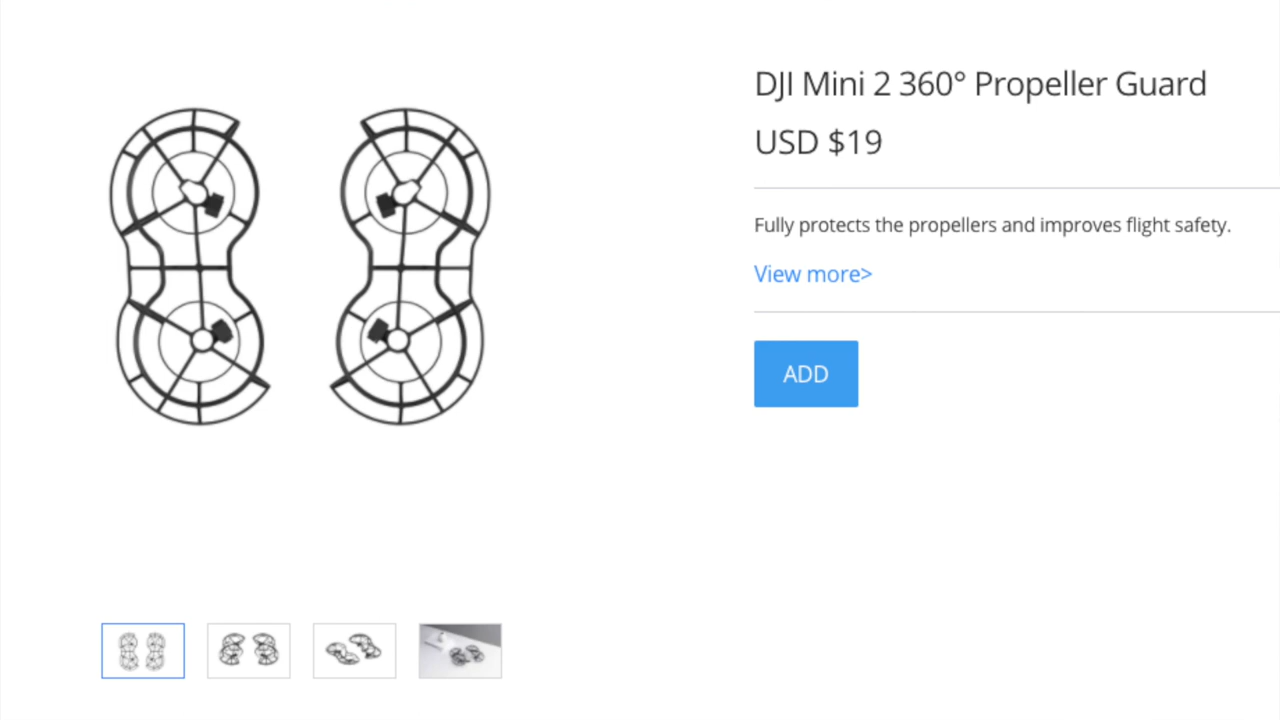 DJI Mini 2 360° Propeller Guard
USD $19
Fully protects the propellers and improves flight safety.
View more>
ADD